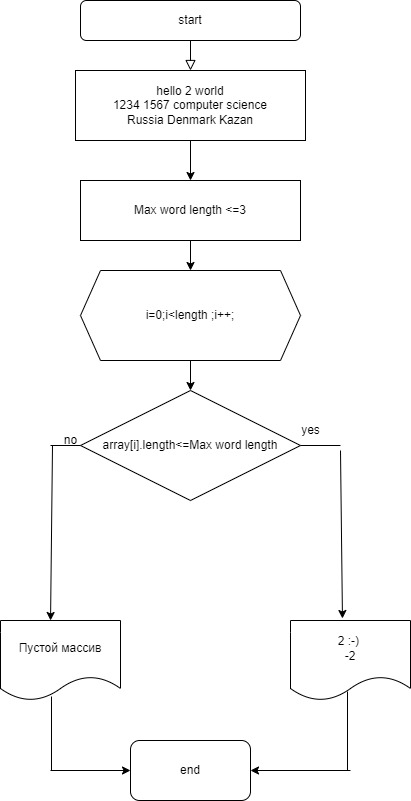 start
hello 2 world
1234 1567 computer science
Russia Denmark Kazan
Max word length <=3
i=0;i<length ;i++;
array[i].length<=Max word length
no
yes
Пустой массив
2 :-)
-2
end